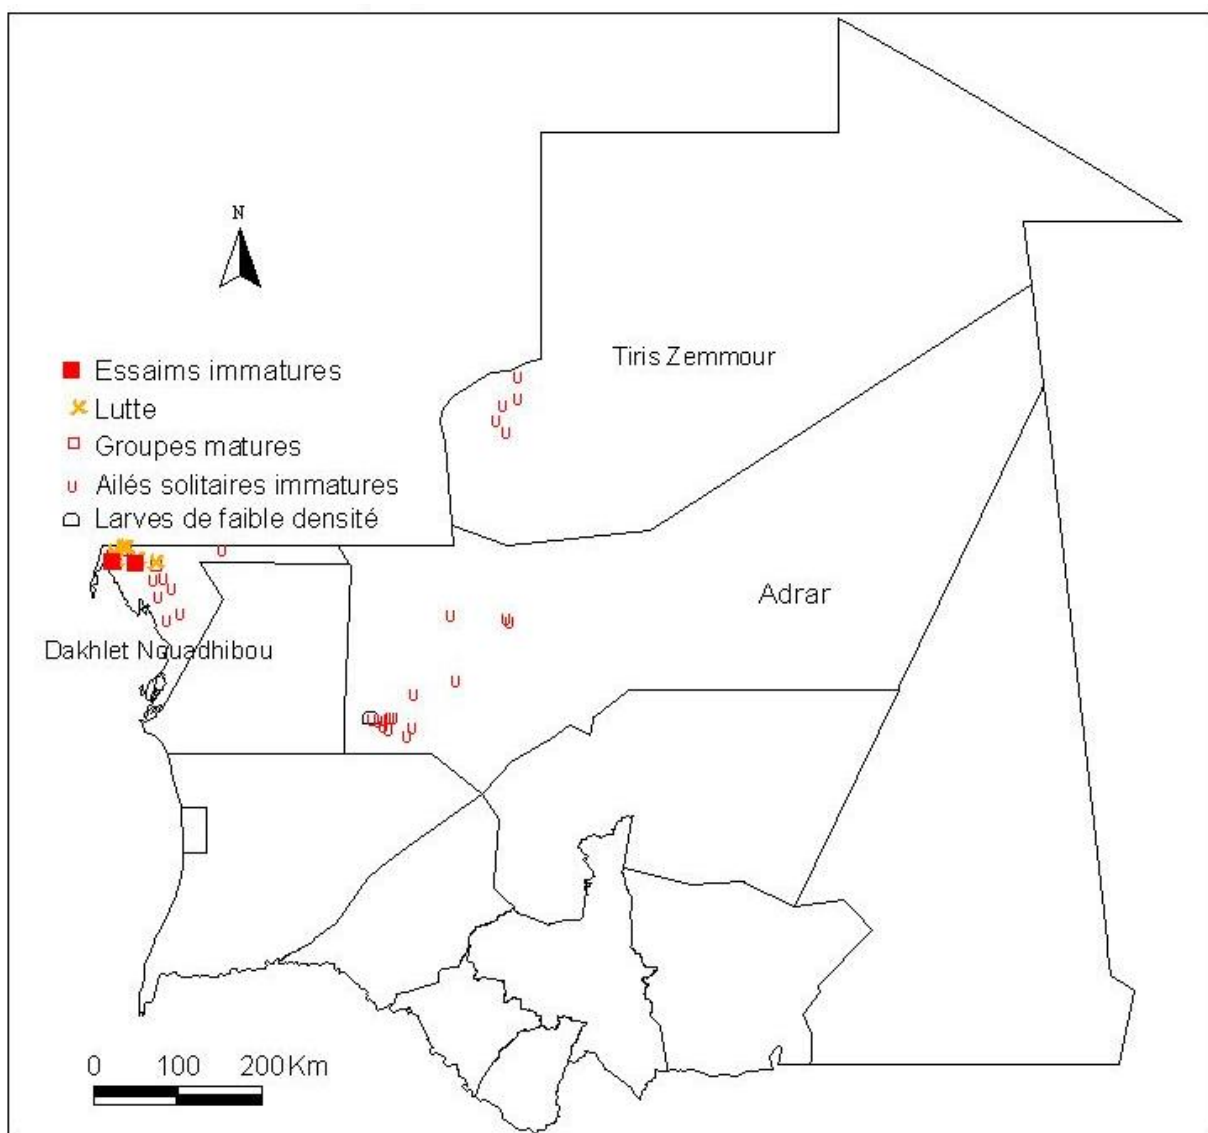 N
Tiris Zemmour
Essaims immatures
Lutte
Groupes matures
Ailés solitaires immatures
Larves de faible densité
Adrar
Dakhlet Nouadhibou
0 100 200Km